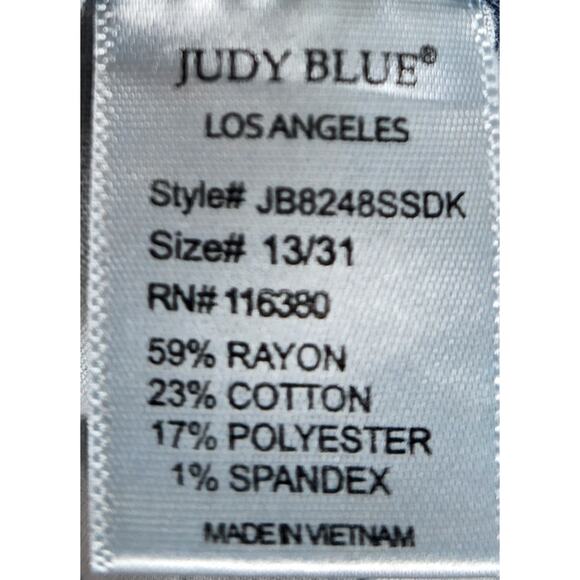 JUDY BLUE®
LOS ANGELES
Style# JB8248SSDK
Size# 13/31
RN# 116380
59% RAYON
23% COTTON
17% POLYESTER
1% SPANDEX
MADE IN VIETNAM